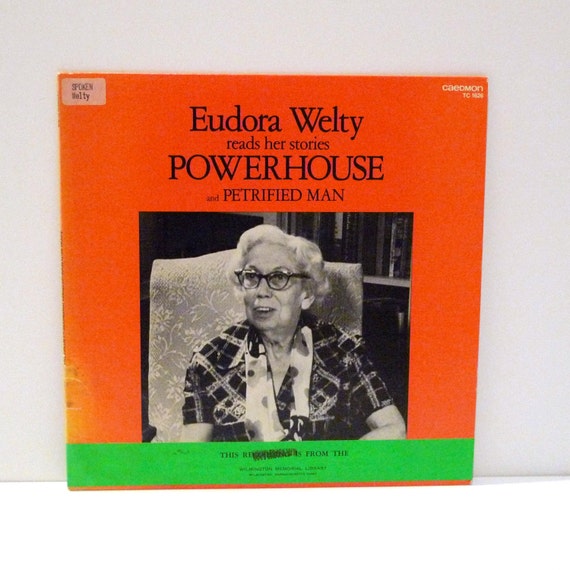 SPOKEN
Welty
CAEDMON
TC 1626
Eudora Welty
reads her stories
POWERHOUSE
and PETRIFIED MAN
THIS IS FROM THE
WILMINGTON MEMORIAL LIBRARY